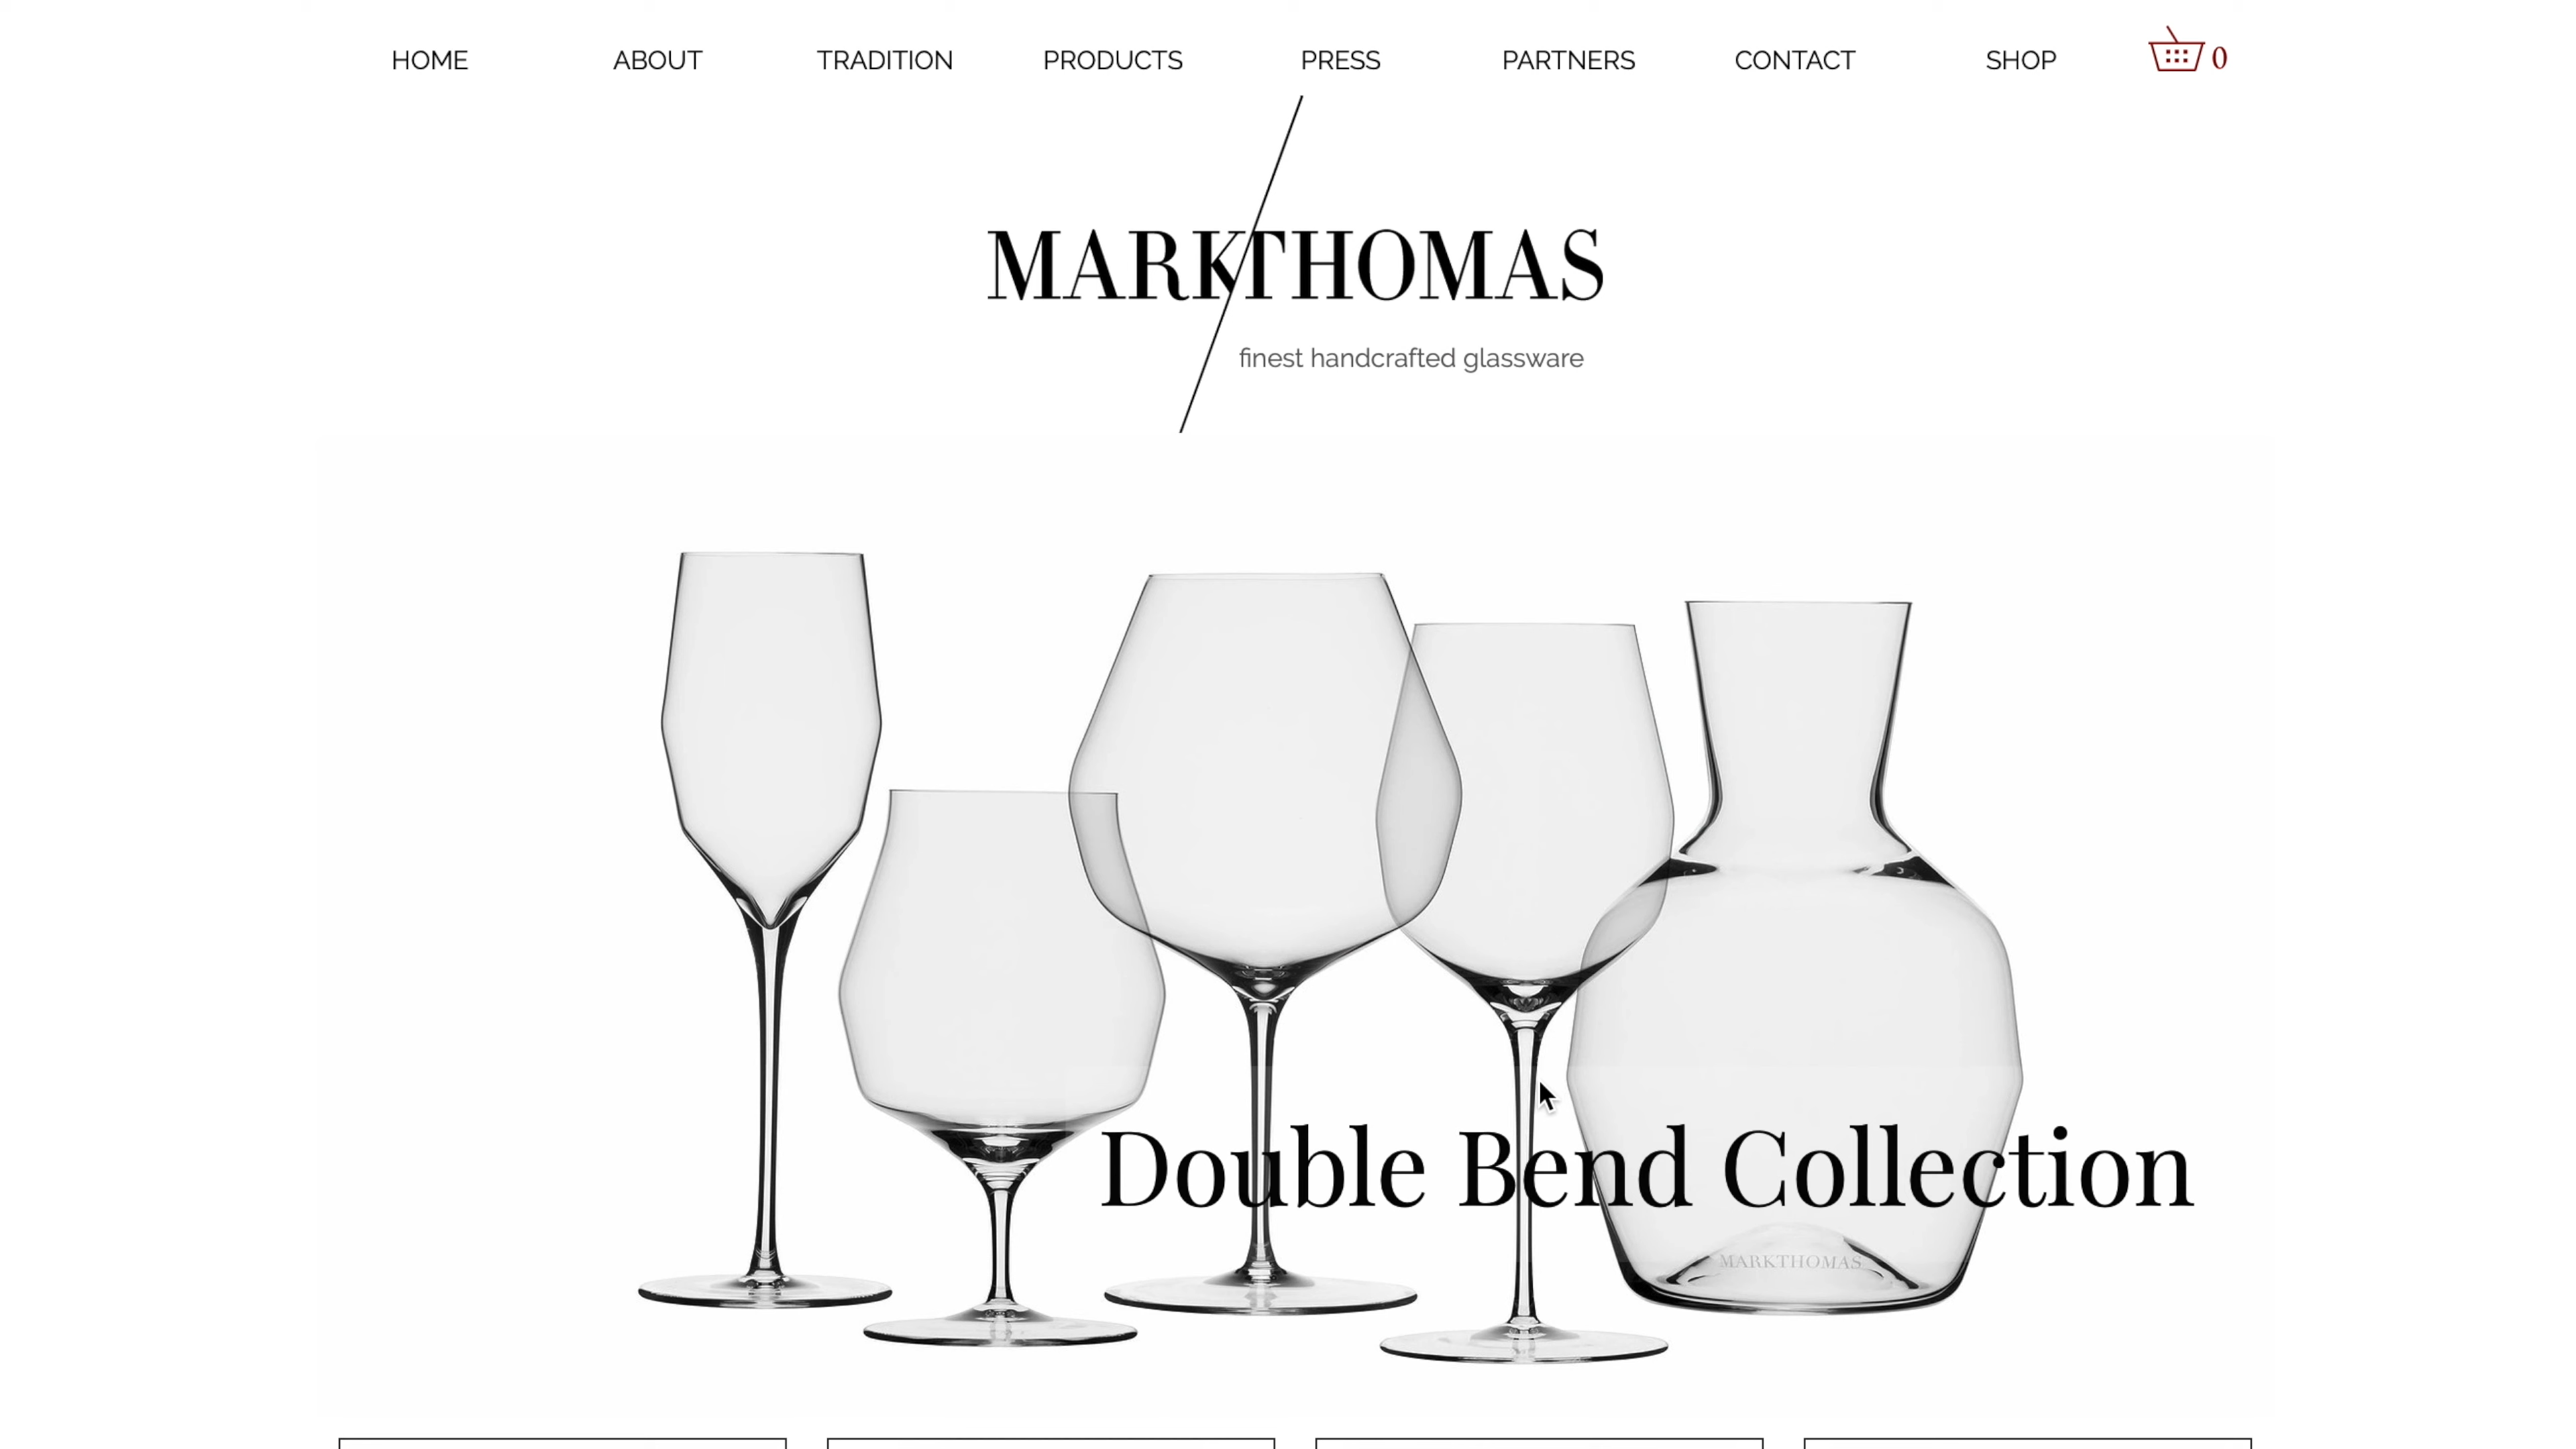 HOME ABOUT TRADITION PRODUCTS PRESS PARTNERS CONTACT SHOP 0
MARKTHOMAS
finest handcrafted glassware
Double Bend Collection
MARKTHOMAS